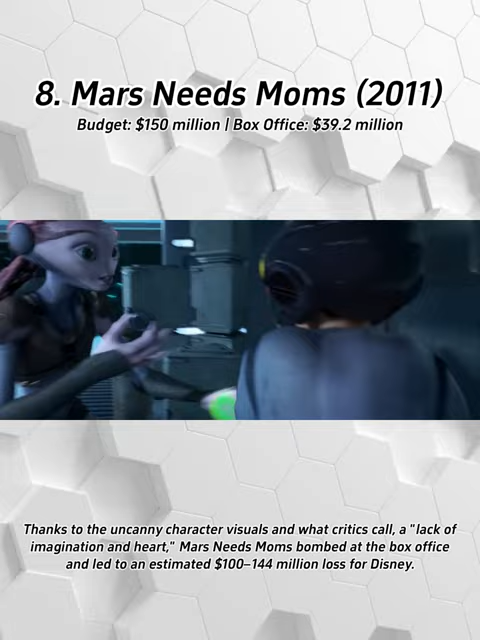 8. Mars Needs Moms (2011)
Budget: $150 million | Box Office: $39.2 million
Thanks to the uncanny character visuals and what critics call, a "lack of
imagination and heart," Mars Needs Moms bombed at the box office
and led to an estimated $100–144 million loss for Disney.